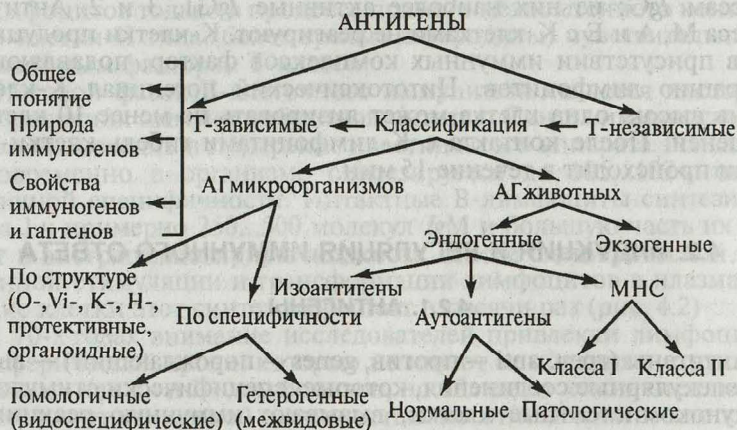 АНТИГЕНЫ
Общее
понятие
Природа
иммуногенов
Свойства
иммуногенов
и гаптенов
Т-зависимые
Классификация
Т-независимые
АГмикроорганизмов
АГживотных
Эндогенные
Экзогенные
По структуре
(О-, Vi-, К-, Н-,
протективные,
органоидные)
Изоантигены
МНС
По специфичности
Аутоантигены
Класса I
Класса II
Гомологичные
(видоспецифические)
Гетерогенные
(межвидовые)
Нормальные
Патологические